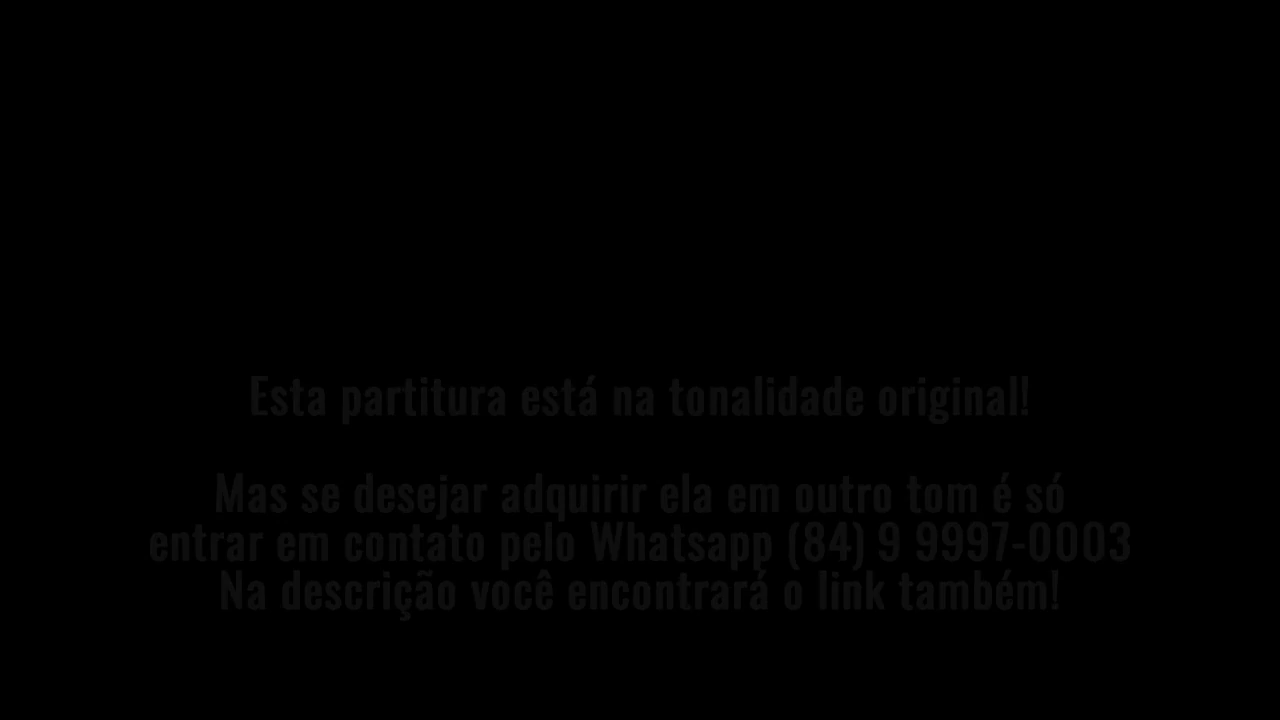 Esta partitura está na tonalidade original!
Mas se desejar adquirir ela em outro tom é só
entrar em contato pelo Whatsapp (84) 9 9997-0003
Na descrição você encontrará o link também!